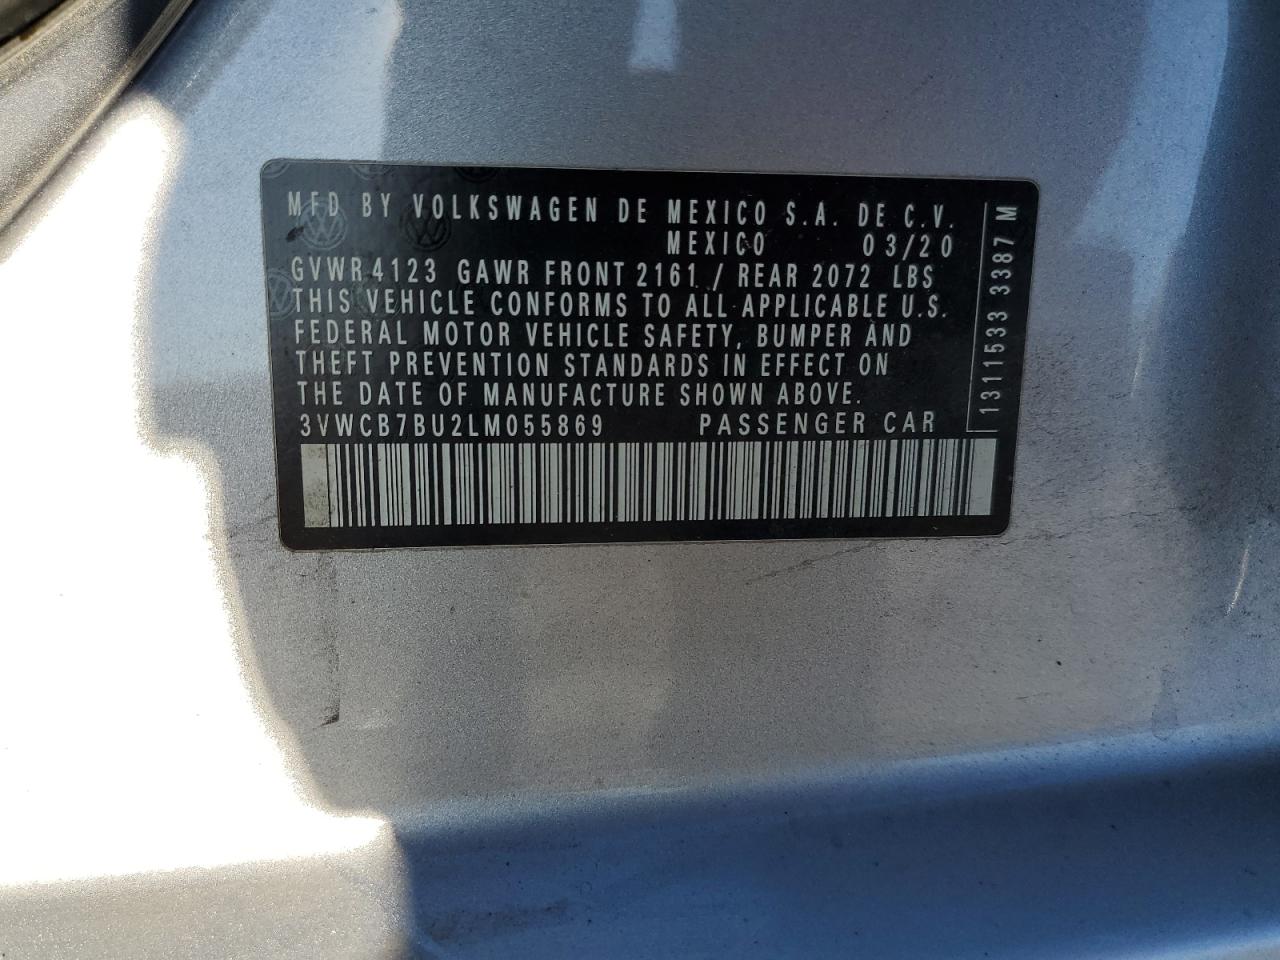 MFD BY VOLKSWAGEN DE MEXICO S.A. DE C.V.
MEXICO 03/20
GVWR 4123 GAWR FRONT 2161 / REAR 2072 LBS
THIS VEHICLE CONFORMS TO ALL APPLICABLE U.S.
FEDERAL MOTOR VEHICLE SAFETY, BUMPER AND
THEFT PREVENTION STANDARDS IN EFFECT ON
THE DATE OF MANUFACTURE SHOWN ABOVE.
3VWCB7BU2LM055869 PASSENGER CAR
1311533 3387 M